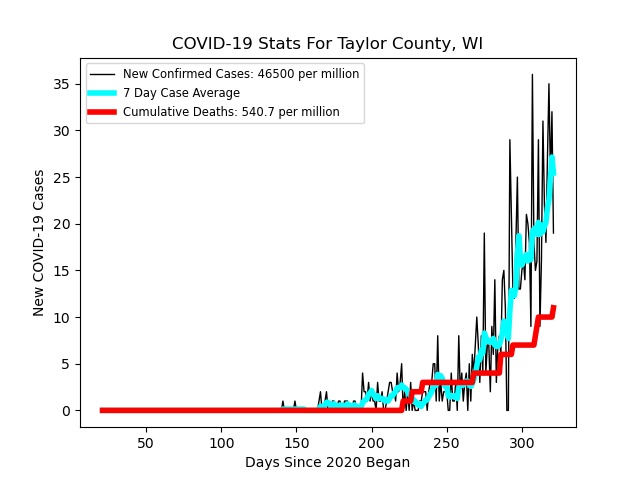 COVID-19 Stats For Taylor County, WI
New Confirmed Cases: 46500 per million
7 Day Case Average
Cumulative Deaths: 540.7 per million
New COVID-19 Cases
35
30
25
20
15
10
5
0
50 100 150 200 250 300
Days Since 2020 Began